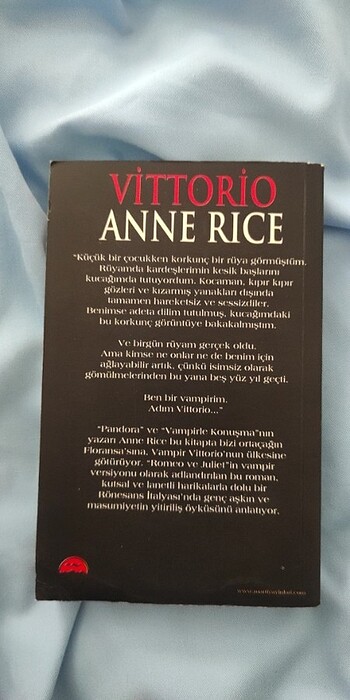 VİTTORİO
ANNE RICE
"Küçük bir çocukken korkunç bir rüya görmüştüm.
Rüyamda kardeşlerimin kesik başlarını
kucağımda tutuyordum. Kocaman, kıpır kıpır
gözleri ve kızarmış yanakları dışında
tamamen hareketsiz ve sessizdiler.
Benimse adeta dilim tutulmuş, kucağımdaki
bu korkunç görüntüye bakakalmıştım.
Ve birgün rüyam gerçek oldu.
Ama kimse ne onlar ne de benim için
ağlayabilir artık, çünkü isimsiz olarak
gömülmelerinden bu yana beş yüz yıl geçti.
Ben bir vampirim.
Adım Vittorio..."
"Pandora" ve "Vampirle Konuşma"nın
yazarı Anne Rice bu kitapta bizi ortaçağın
Floransa'sına, Vampir Vittorio'nun ülkesine
götürüyor. "Romeo ve Juliet"in vampir
versiyonu olarak adlandırılan bu roman,
kutsal ve lanetli harikalarla dolu bir
Rönesans İtalyası'nda genç aşkın ve
masumiyetin yitiriliş öyküsünü anlatıyor.